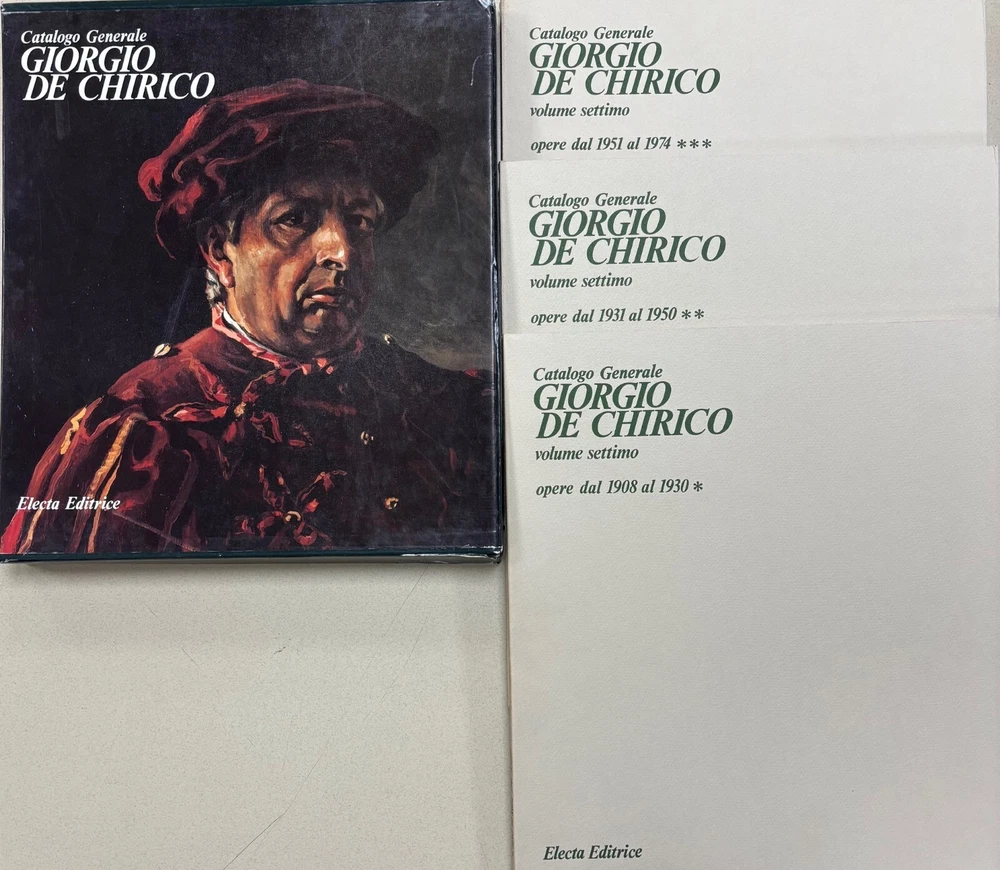 Catalogo Generale
GIORGIO
DE CHIRICO
Electa Editrice
Catalogo Generale
GIORGIO
DE CHIRICO
volume settimo
opere dal 1951 al 1974 ***
Catalogo Generale
GIORGIO
DE CHIRICO
volume settimo
opere dal 1931 al 1950 **
Catalogo Generale
GIORGIO
DE CHIRICO
volume settimo
opere dal 1908 al 1930 *
Electa Editrice